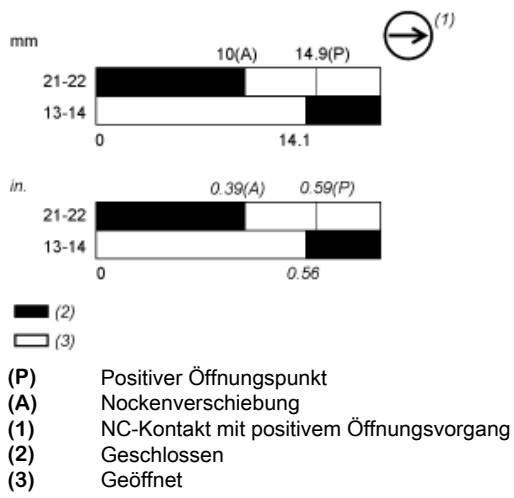 (1)
mm
10(A) 14.9(P)
21-22
13-14
0 14.1
in.
0.39(A) 0.59(P)
21-22
13-14
0 0.56
(2)
(3)
(P) Positiver Öffnungspunkt
(A) Nockenverschiebung
(1) NC-Kontakt mit positivem Öffnungsvorgang
(2) Geschlossen
(3) Geöffnet